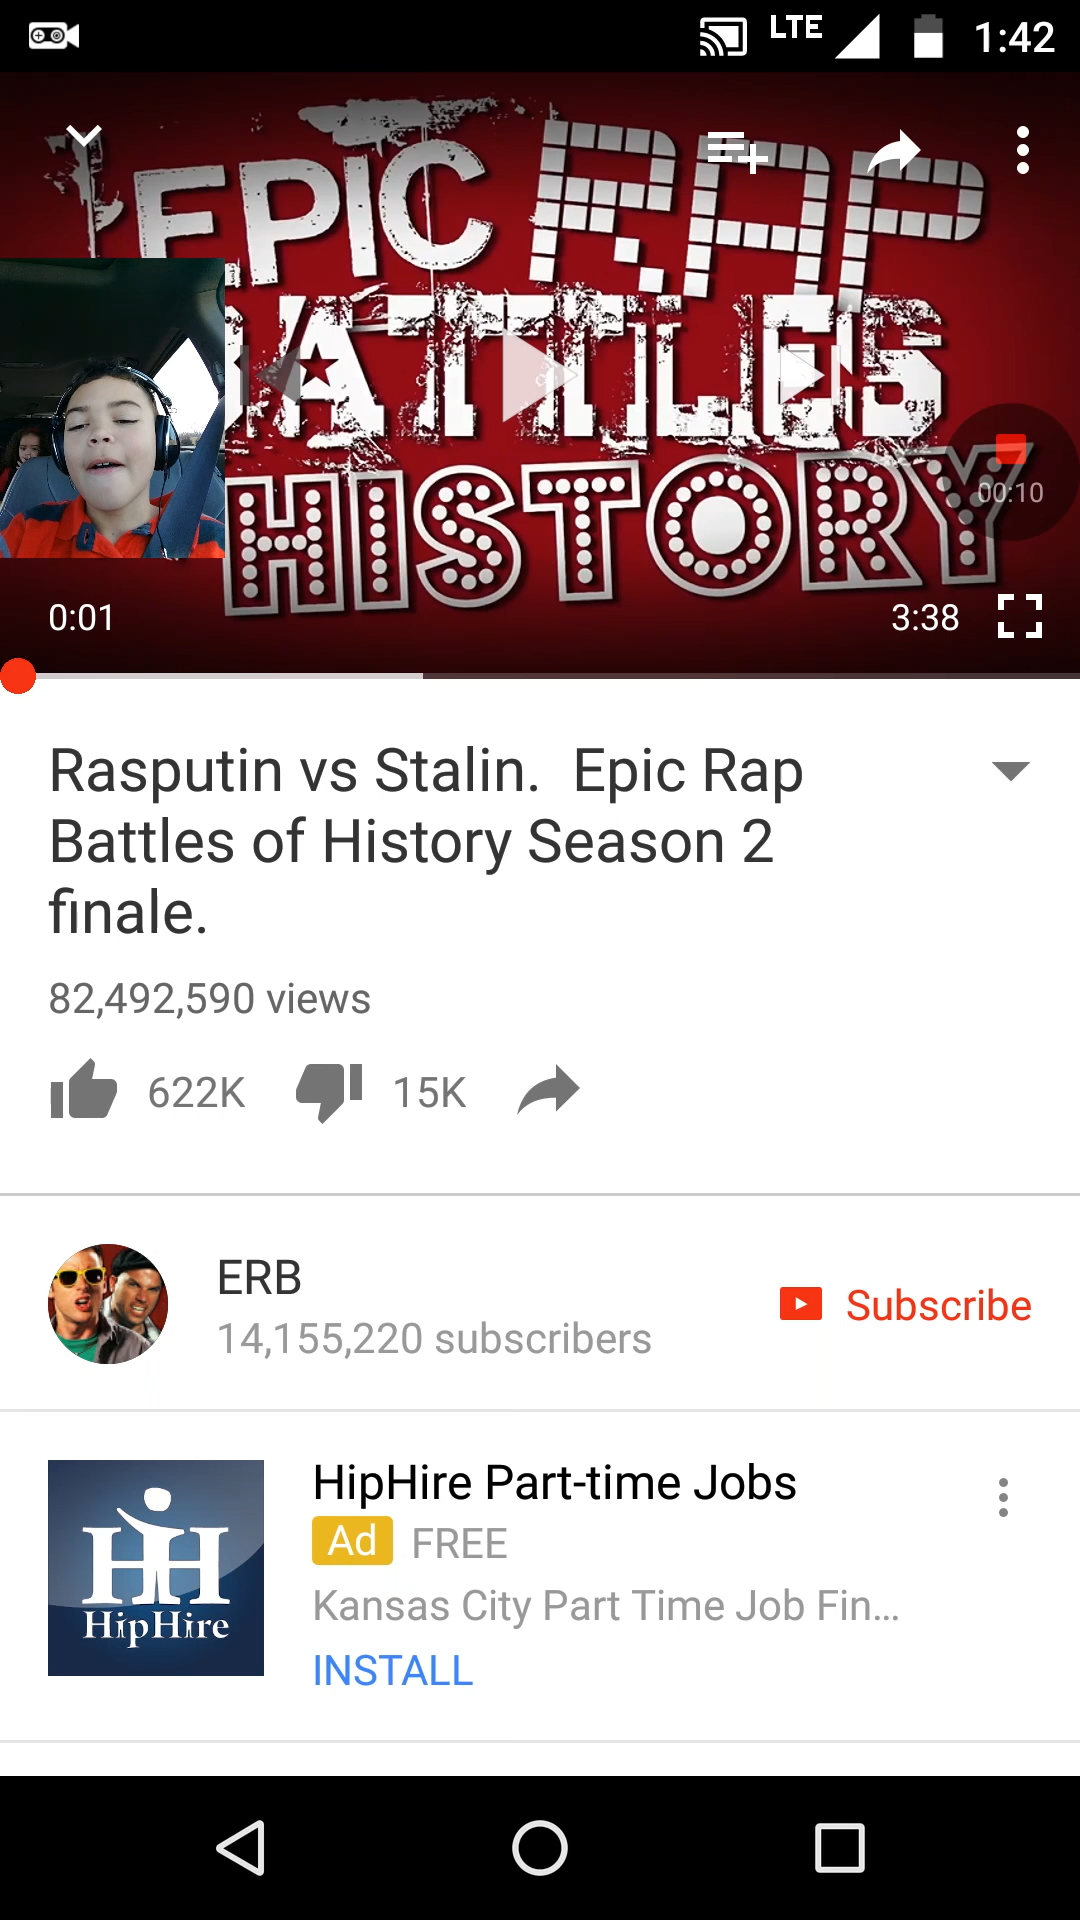 LTE 1:42
EPIC RAP
BATTLES
HISTORY
00:10
0:01 3:38
Rasputin vs Stalin.  Epic Rap
Battles of History Season 2
finale.
82,492,590 views
622K 15K
ERB
14,155,220 subscribers
Subscribe
HipHire Part-time Jobs
Ad FREE
Kansas City Part Time Job Fin...
INSTALL
HH
HipHire